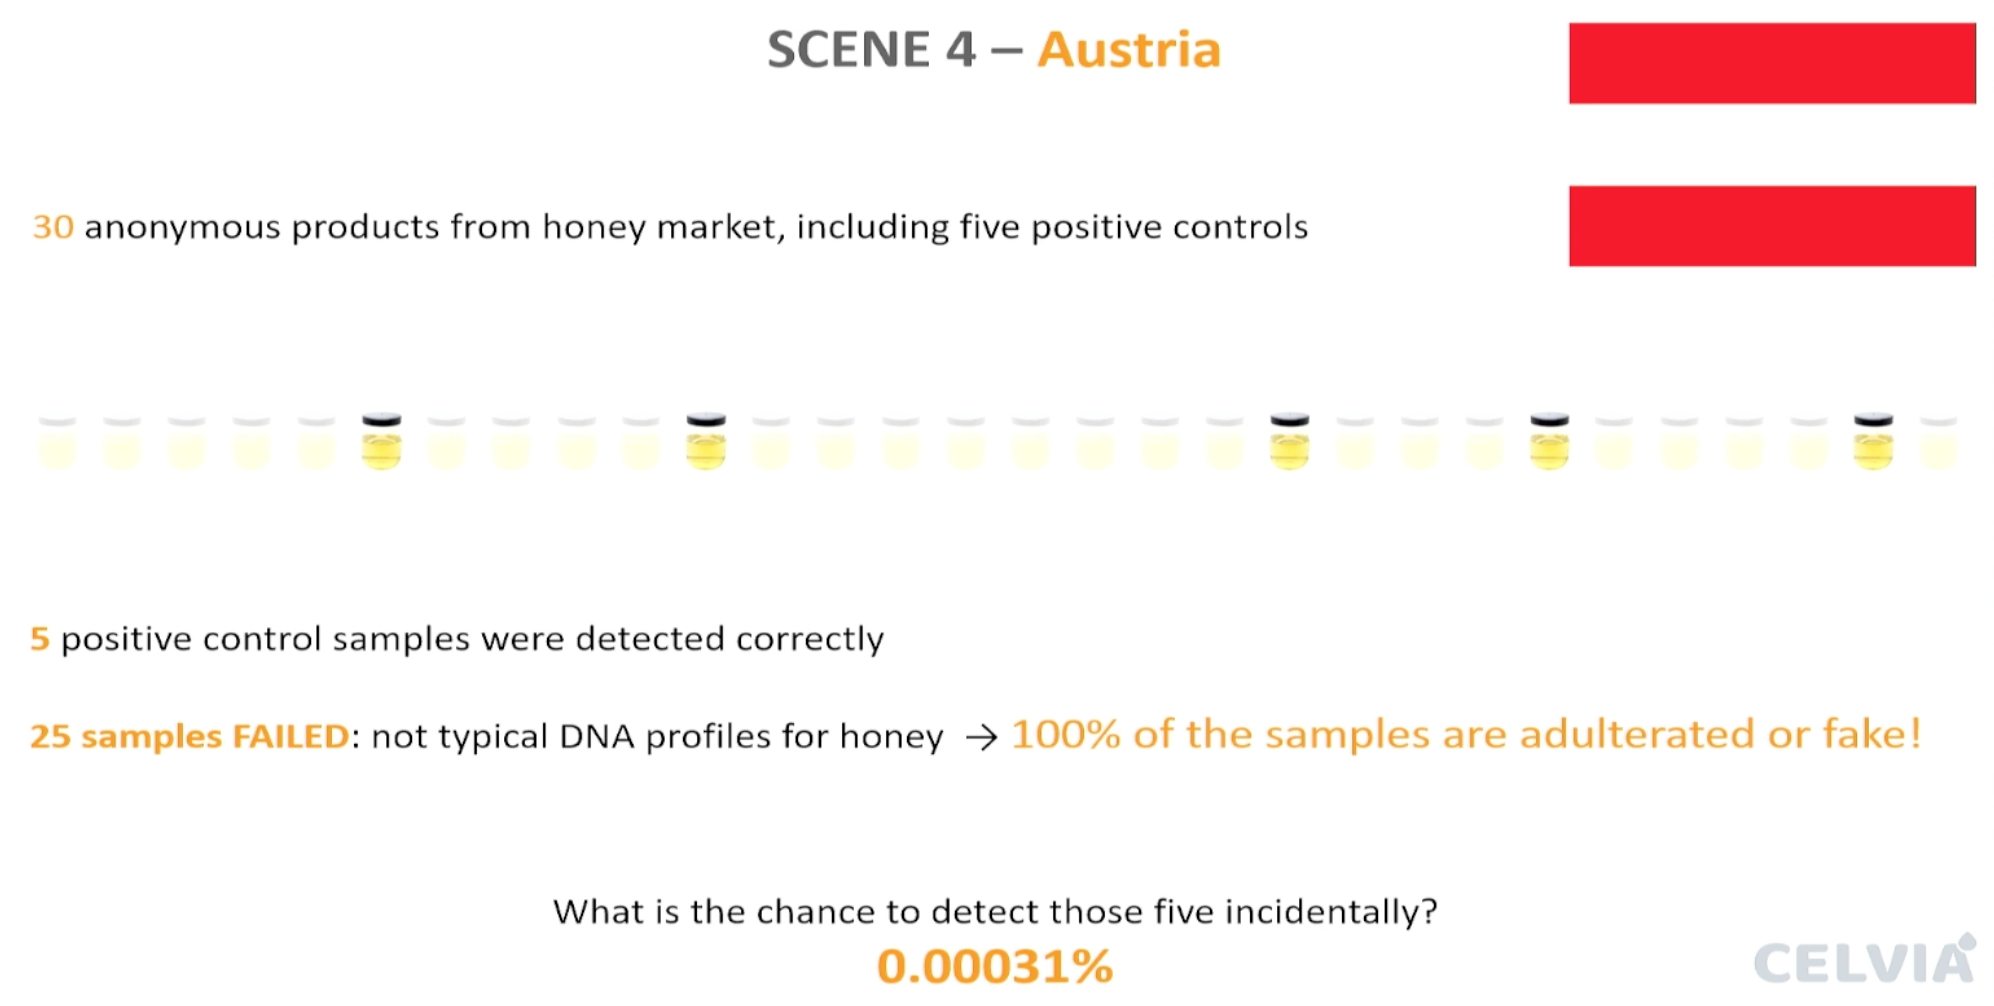 SCENE 4 – Austria
30 anonymous products from honey market, including five positive controls
5 positive control samples were detected correctly
25 samples FAILED: not typical DNA profiles for honey → 100% of the samples are adulterated or fake!
What is the chance to detect those five incidentally?
0.00031%
CELVIA